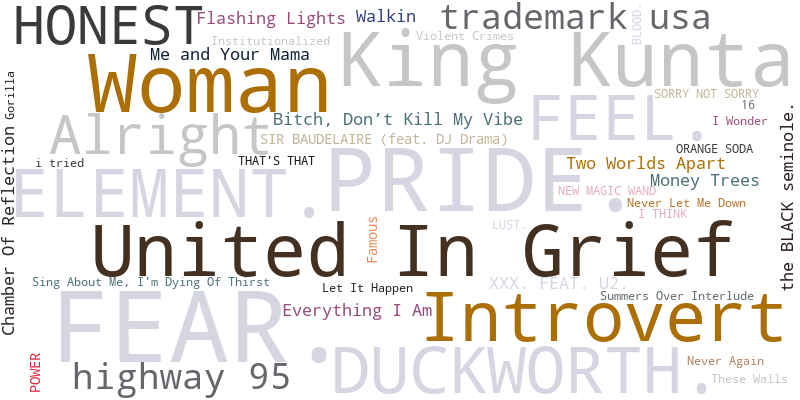 HONEST
Flashing Lights
Walkin
trademark usa
BLOOD.
Institutionalized
Violent Crimes
Me and Your Mama
King Kunta
Woman
Gorilla
SORRY NOT SORRY
16
FEEL.
I Wonder
Alright
Bitch, Don’t Kill My Vibe
SIR BAUDELAIRE (feat. DJ Drama)
ORANGE SODA
i tried
THAT'S THAT
PRIDE.
Two Worlds Apart
Money Trees
ELEMENT.
NEW MAGIC WAND
Never Let Me Down
I THINK
the BLACK seminole.
Chamber Of Reflection
United In Grief
Famous
LUST.
Sing About Me, I'm Dying Of Thirst
Let It Happen
XXX. FEAT. U2.
Summers Over Interlude
FEAR.
Everything I Am
Introvert
POWER
highway 95
DUCKWORTH.
Never Again
These Walls